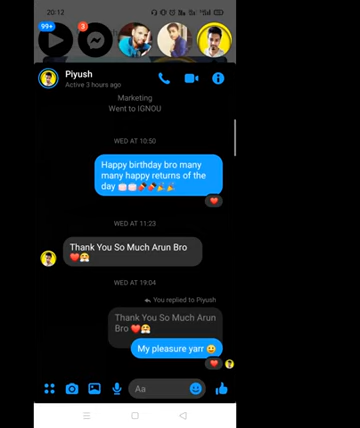 20:12
99+
3
Piyush
Active 3 hours ago
Marketing
Went to IGNOU
WED AT 10:50
Happy birthday bro many
many happy returns of the
day 🎂🎂🍫🍫🎉🎉
WED AT 11:23
Thank You So Much Arun Bro
❤️😤
WED AT 19:04
You replied to Piyush
Thank You So Much Arun
Bro ❤️😤
My pleasure yarr 😄
Aa